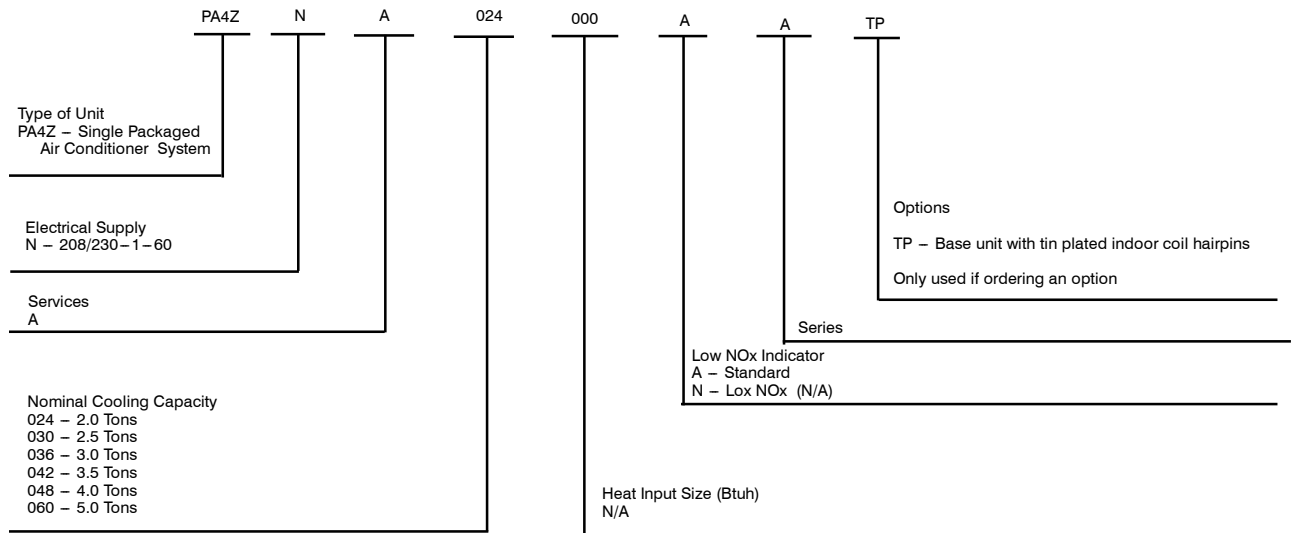 PA4Z N A 024 000 A A TP
Type of Unit
PA4Z – Single Packaged
Air Conditioner System
Electrical Supply
N – 208/230–1–60
Services
A
Nominal Cooling Capacity
024 – 2.0 Tons
030 – 2.5 Tons
036 – 3.0 Tons
042 – 3.5 Tons
048 – 4.0 Tons
060 – 5.0 Tons
Heat Input Size (Btuh)
N/A
Low NOx Indicator
A – Standard
N – Lox NOx (N/A)
Series
Options
TP – Base unit with tin plated indoor coil hairpins
Only used if ordering an option